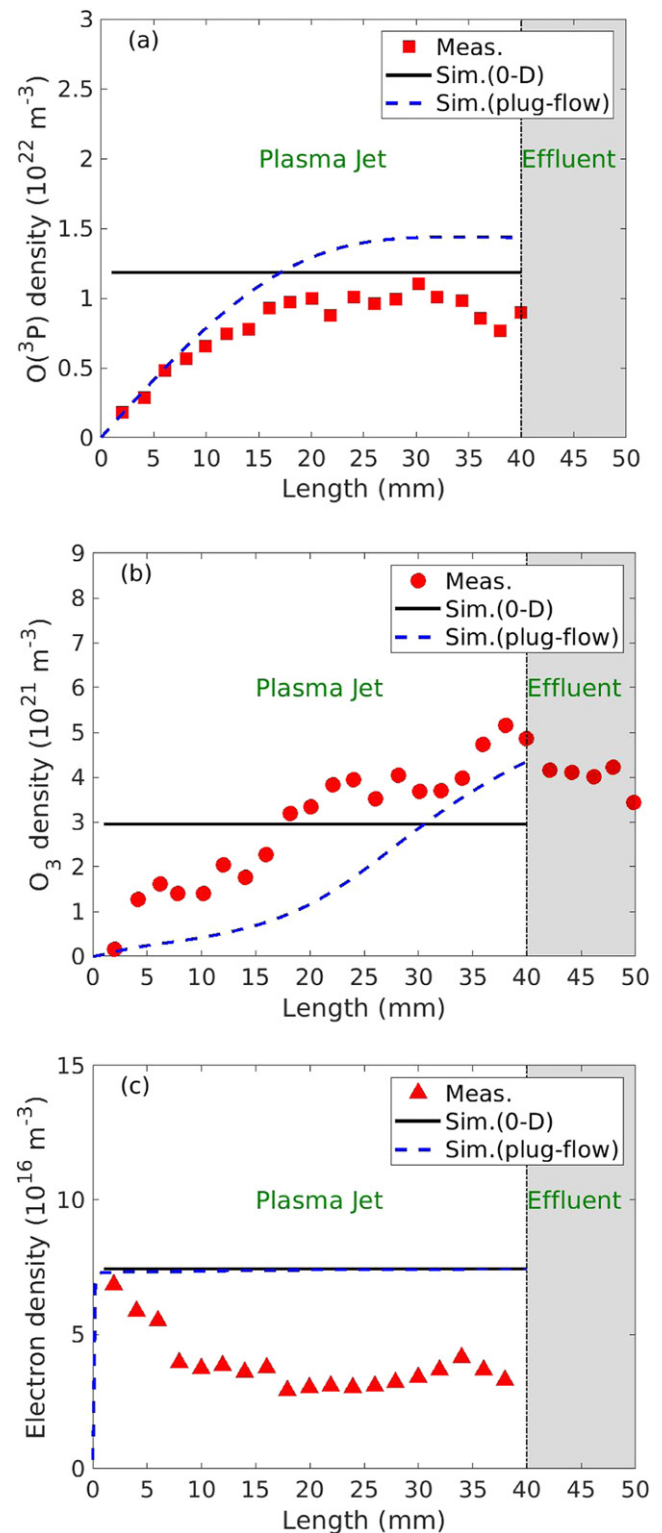 (a)
Meas.
Sim.(0-D)
Sim.(plug-flow)
Plasma Jet
Effluent
3
2.5
2
1.5
1
0.5
0
O(³P) density (10²² m⁻³)
0 5 10 15 20 25 30 35 40 45 50
Length (mm)
(b)
Meas.
Sim.(0-D)
Sim.(plug-flow)
Plasma Jet
Effluent
9
8
7
6
5
4
3
2
1
0
O₃ density (10²¹ m⁻³)
0 5 10 15 20 25 30 35 40 45 50
Length (mm)
(c)
Meas.
Sim.(0-D)
Sim.(plug-flow)
Plasma Jet
Effluent
15
10
5
0
Electron density (10¹⁶ m⁻³)
0 5 10 15 20 25 30 35 40 45 50
Length (mm)